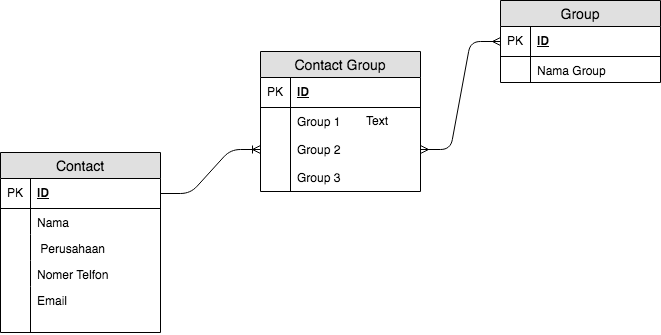 Group
PK ID
Nama Group
Contact Group
PK ID
Group 1 Text
Group 2
Group 3
Contact
PK ID
Nama
Perusahaan
Nomer Telfon
Email